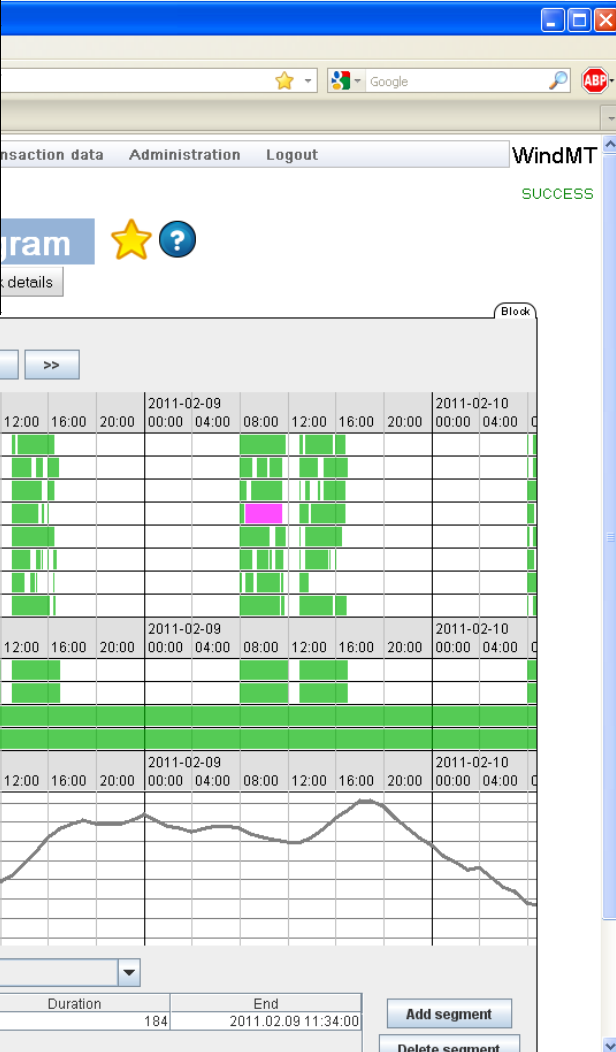 Google
ABP
nsaction data Administration Logout
WindMT
SUCCESS
gram
?
k details
Block
>>
2011-02-09 2011-02-10
12:00 16:00 20:00 00:00 04:00 08:00 12:00 16:00 20:00 00:00 04:00
2011-02-09 2011-02-10
12:00 16:00 20:00 00:00 04:00 08:00 12:00 16:00 20:00 00:00 04:00
2011-02-09 2011-02-10
12:00 16:00 20:00 00:00 04:00 08:00 12:00 16:00 20:00 00:00 04:00
Duration End
184 2011.02.09 11:34:00
Add segment
Delete segment